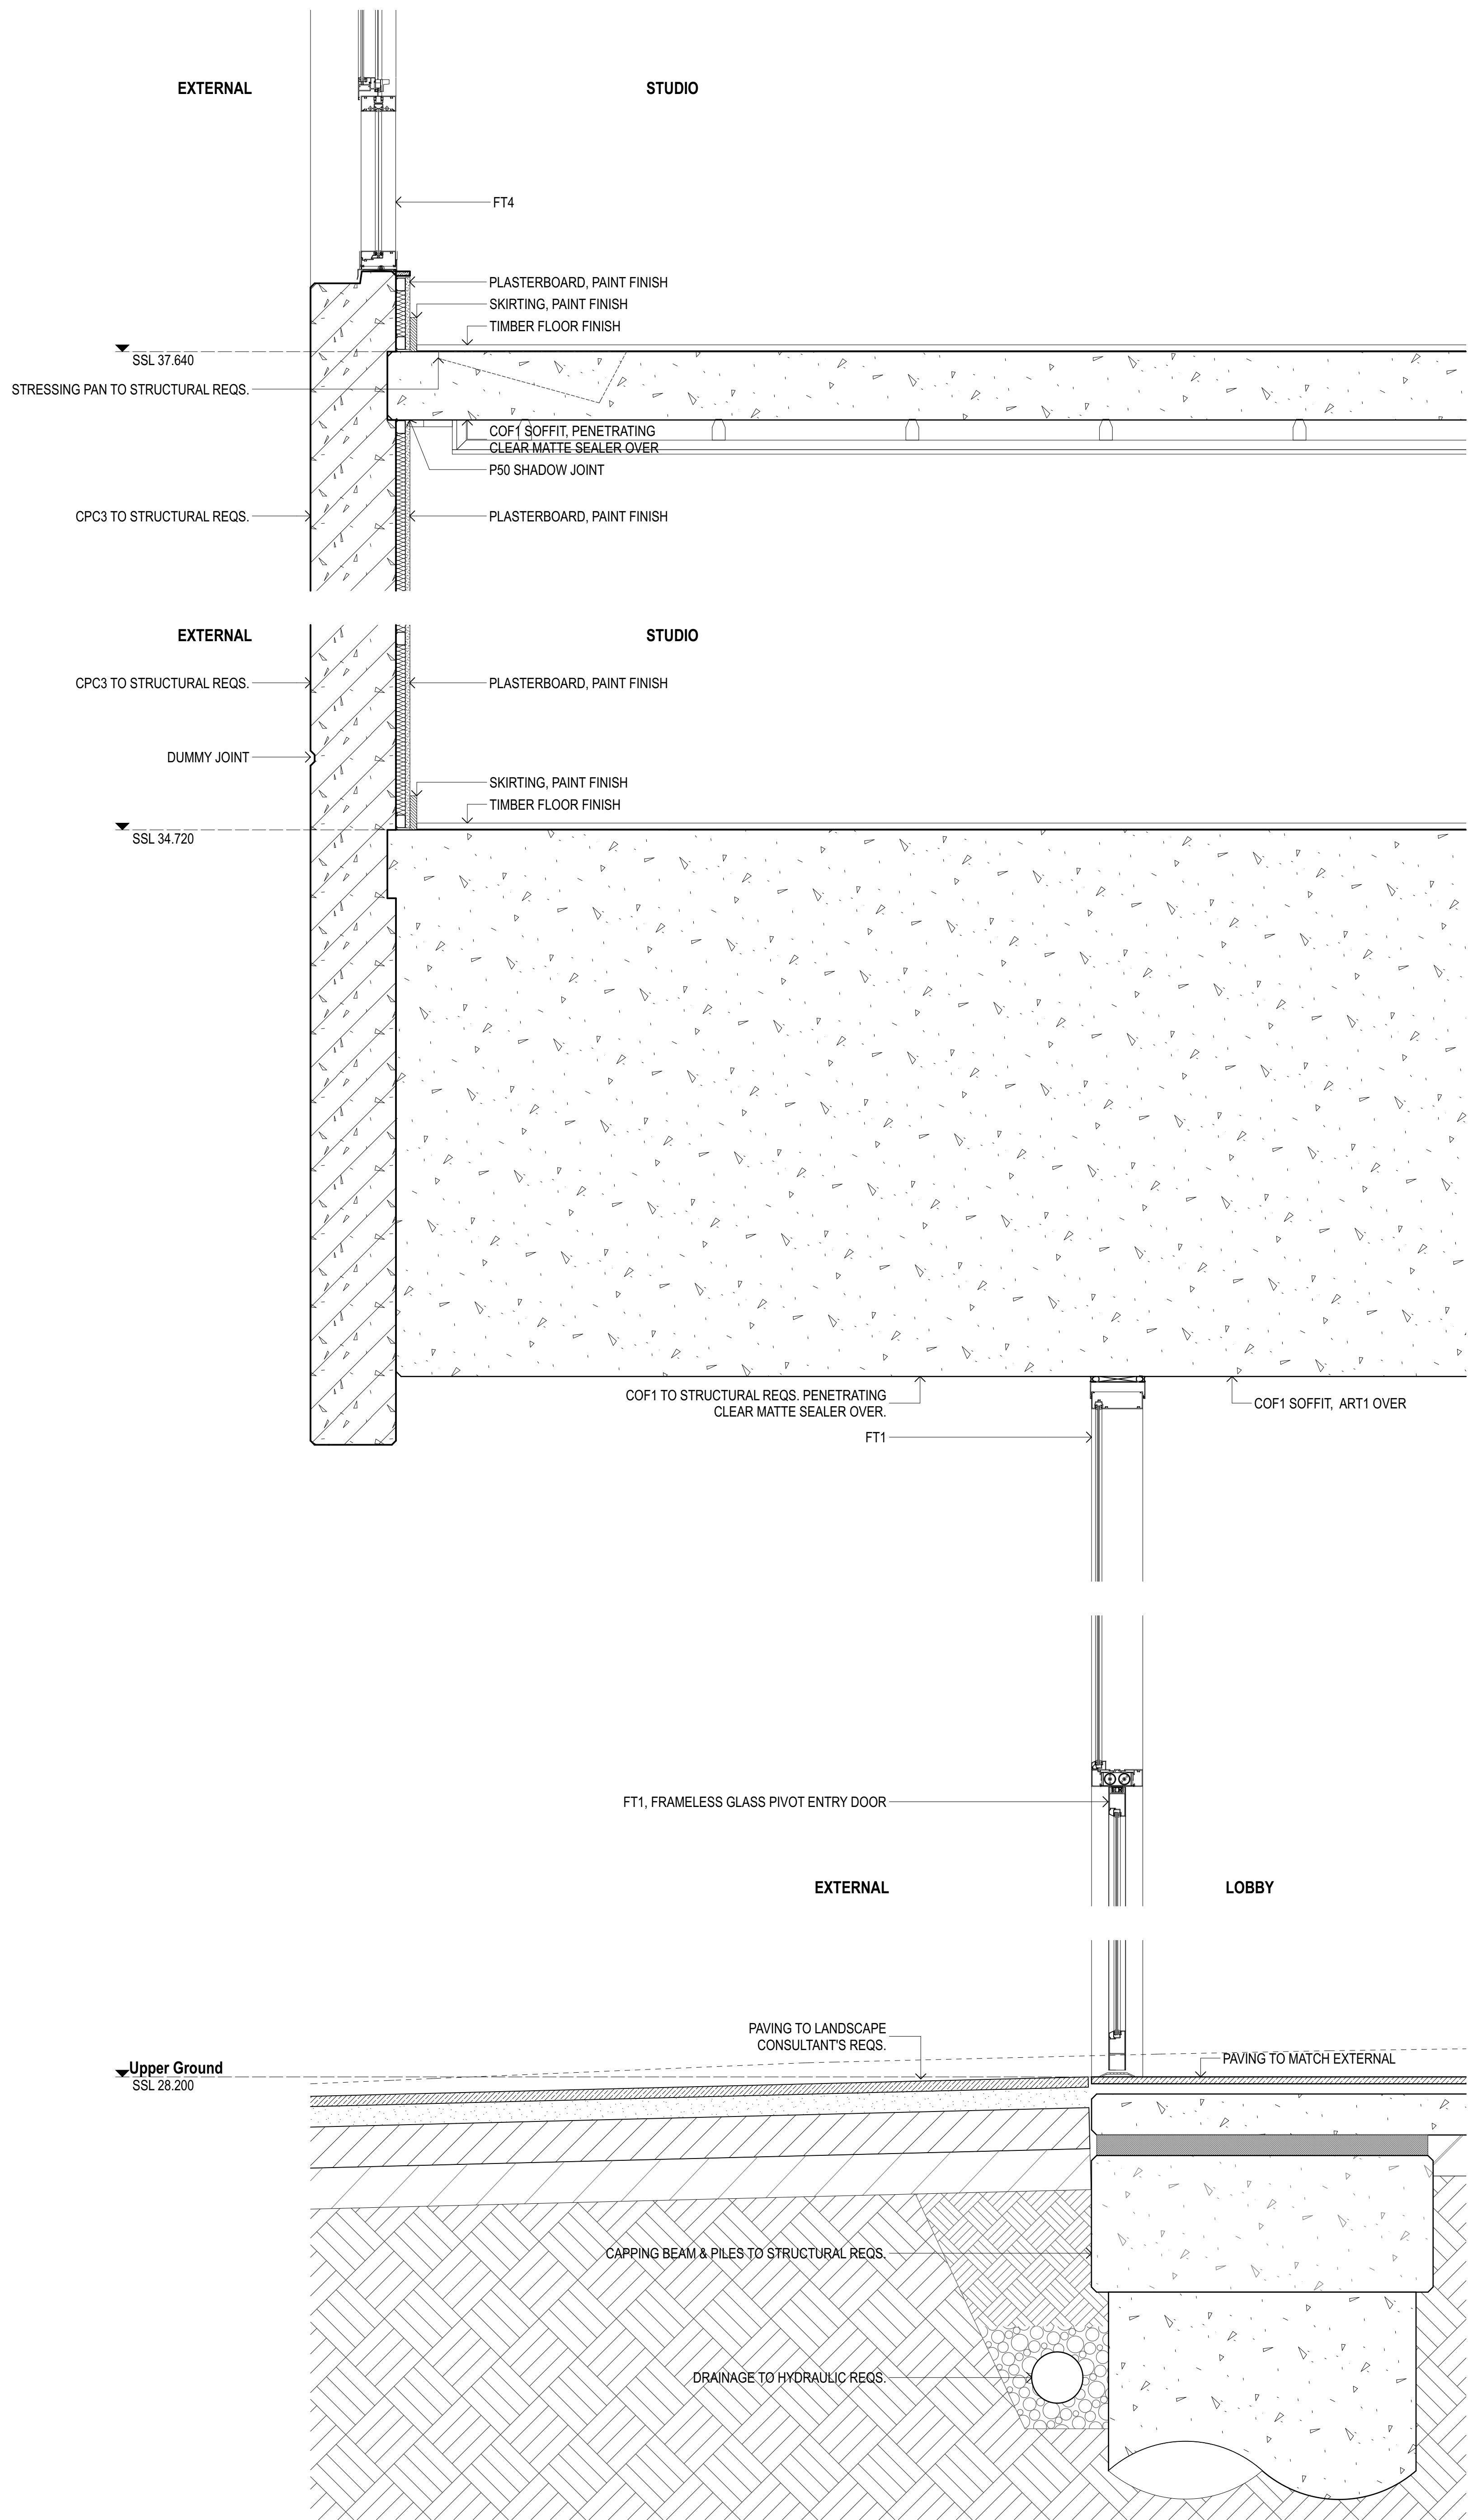 EXTERNAL
STUDIO
FT4
PLASTERBOARD, PAINT FINISH
SKIRTING, PAINT FINISH
TIMBER FLOOR FINISH
SSL 37.640
STRESSING PAN TO STRUCTURAL REQS.
COF1 SOFFIT, PENETRATING
CLEAR MATTE SEALER OVER
P50 SHADOW JOINT
CPC3 TO STRUCTURAL REQS.
PLASTERBOARD, PAINT FINISH
EXTERNAL
STUDIO
CPC3 TO STRUCTURAL REQS.
PLASTERBOARD, PAINT FINISH
DUMMY JOINT
SKIRTING, PAINT FINISH
TIMBER FLOOR FINISH
SSL 34.720
COF1 TO STRUCTURAL REQS. PENETRATING
CLEAR MATTE SEALER OVER.
COF1 SOFFIT, ART1 OVER
FT1
FT1, FRAMELESS GLASS PIVOT ENTRY DOOR
EXTERNAL
LOBBY
PAVING TO LANDSCAPE
CONSULTANT'S REQS.
PAVING TO MATCH EXTERNAL
Upper Ground
SSL 28.200
CAPPING BEAM & PILES TO STRUCTURAL REQS.
DRAINAGE TO HYDRAULIC REQS.